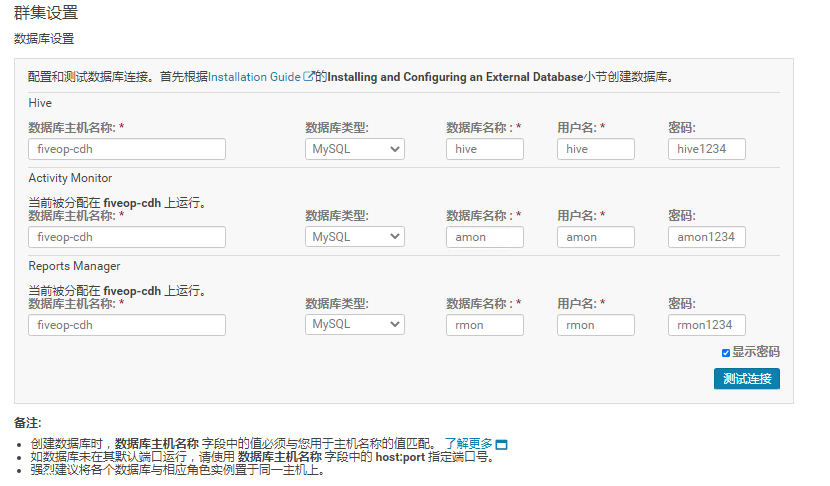 群集设置
数据库设置
配置和测试数据库连接。首先根据Installation Guide的Installing and Configuring an External Database小节创建数据库。
Hive
数据库主机名称: * 数据库类型: 数据库名称 : * 用户名: * 密码:
fiveop-cdh MySQL hive hive hive1234
Activity Monitor
当前被分配在 fiveop-cdh 上运行。
数据库主机名称: * 数据库类型: 数据库名称 : * 用户名: * 密码:
fiveop-cdh MySQL amon amon amon1234
Reports Manager
当前被分配在 fiveop-cdh 上运行。
数据库主机名称: * 数据库类型: 数据库名称 : * 用户名: * 密码:
fiveop-cdh MySQL rmon rmon rmon1234
显示密码
测试连接
备注:
创建数据库时，数据库主机名称 字段中的值必须与您用于主机名称的值匹配。 了解更多
如数据库未在其默认端口运行，请使用 数据库主机名称 字段中的 host:port 指定端口号。
强烈建议将各个数据库与相应角色实例置于同一主机上。